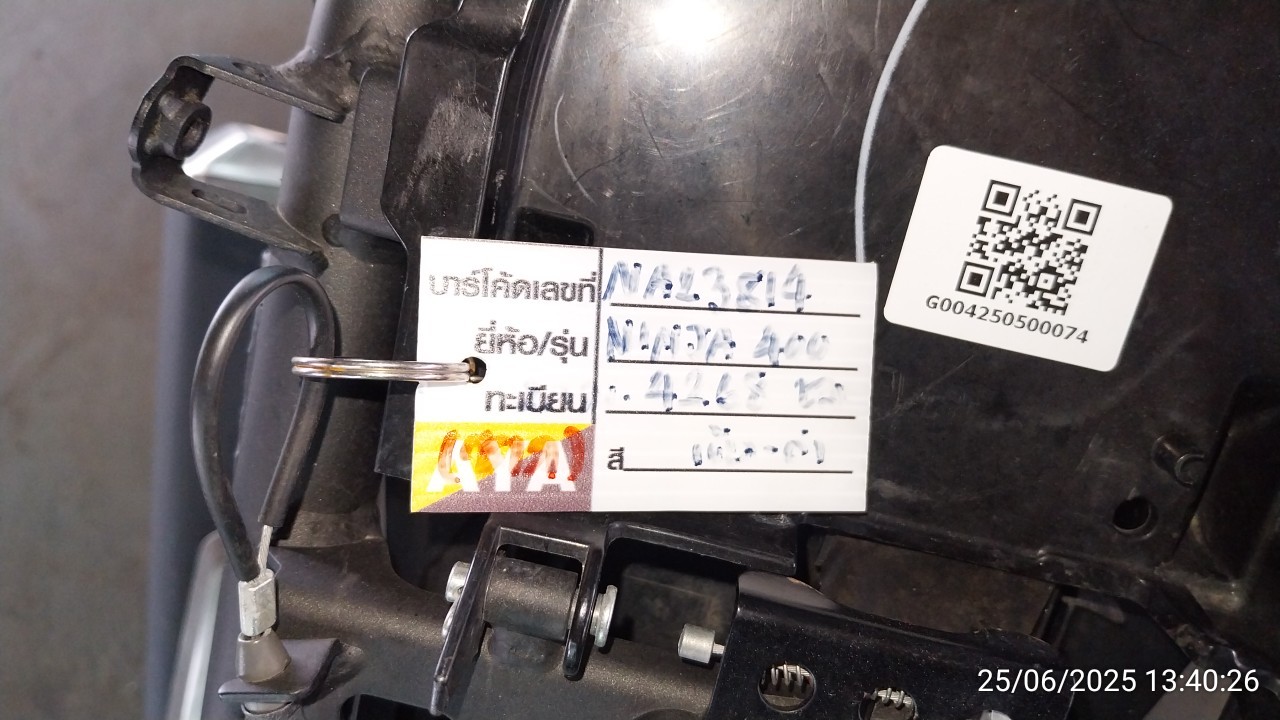 บาร์โค้ดเลขที่ NA23814
ยี่ห้อ/รุ่น NINJA 400
ทะเบียน 4268
สี
AYA
G004250500074
25/06/2025 13:40:26